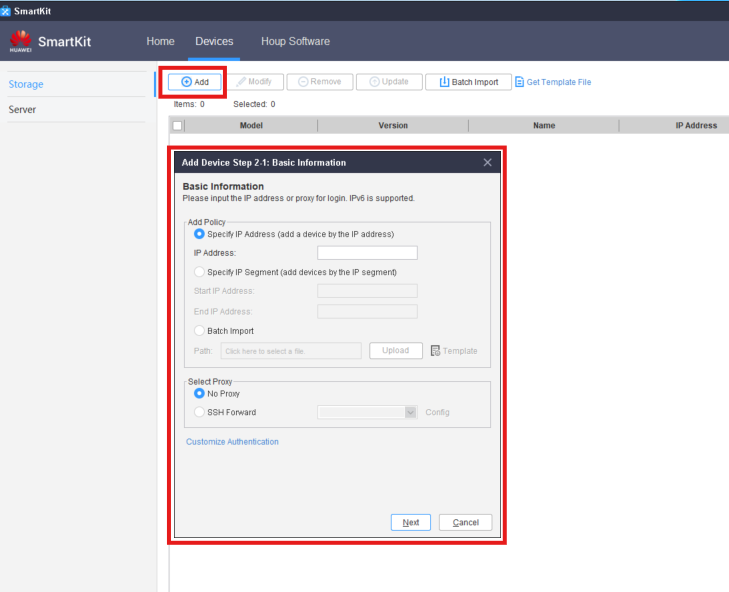 SmartKit
HUAWEI SmartKit Home Devices Houp Software
Storage
Server
Add Modify Remove Update Batch Import Get Template File
Items: 0 Selected: 0
Model Version Name IP Address
Add Device Step 2-1: Basic Information
Basic Information
Please input the IP address or proxy for login. IPv6 is supported.
Add Policy
Specify IP Address (add a device by the IP address)
IP Address:
Specify IP Segment (add devices by the IP segment)
Start IP Address:
End IP Address:
Batch Import
Path: Click here to select a file. Upload Template
Select Proxy
No Proxy
SSH Forward Config
Customize Authentication
Next Cancel